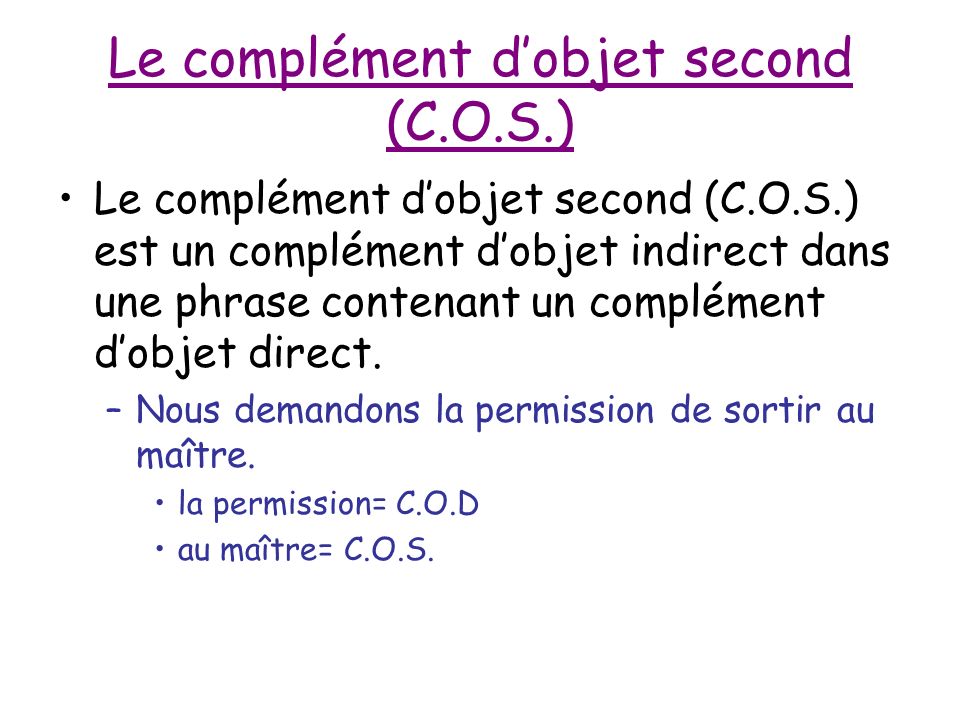 Le complément d’objet second
(C.O.S.)
• Le complément d’objet second (C.O.S.)
est un complément d’objet indirect dans
une phrase contenant un complément
d’objet direct.
– Nous demandons la permission de sortir au
maître.
• la permission= C.O.D
• au maître= C.O.S.